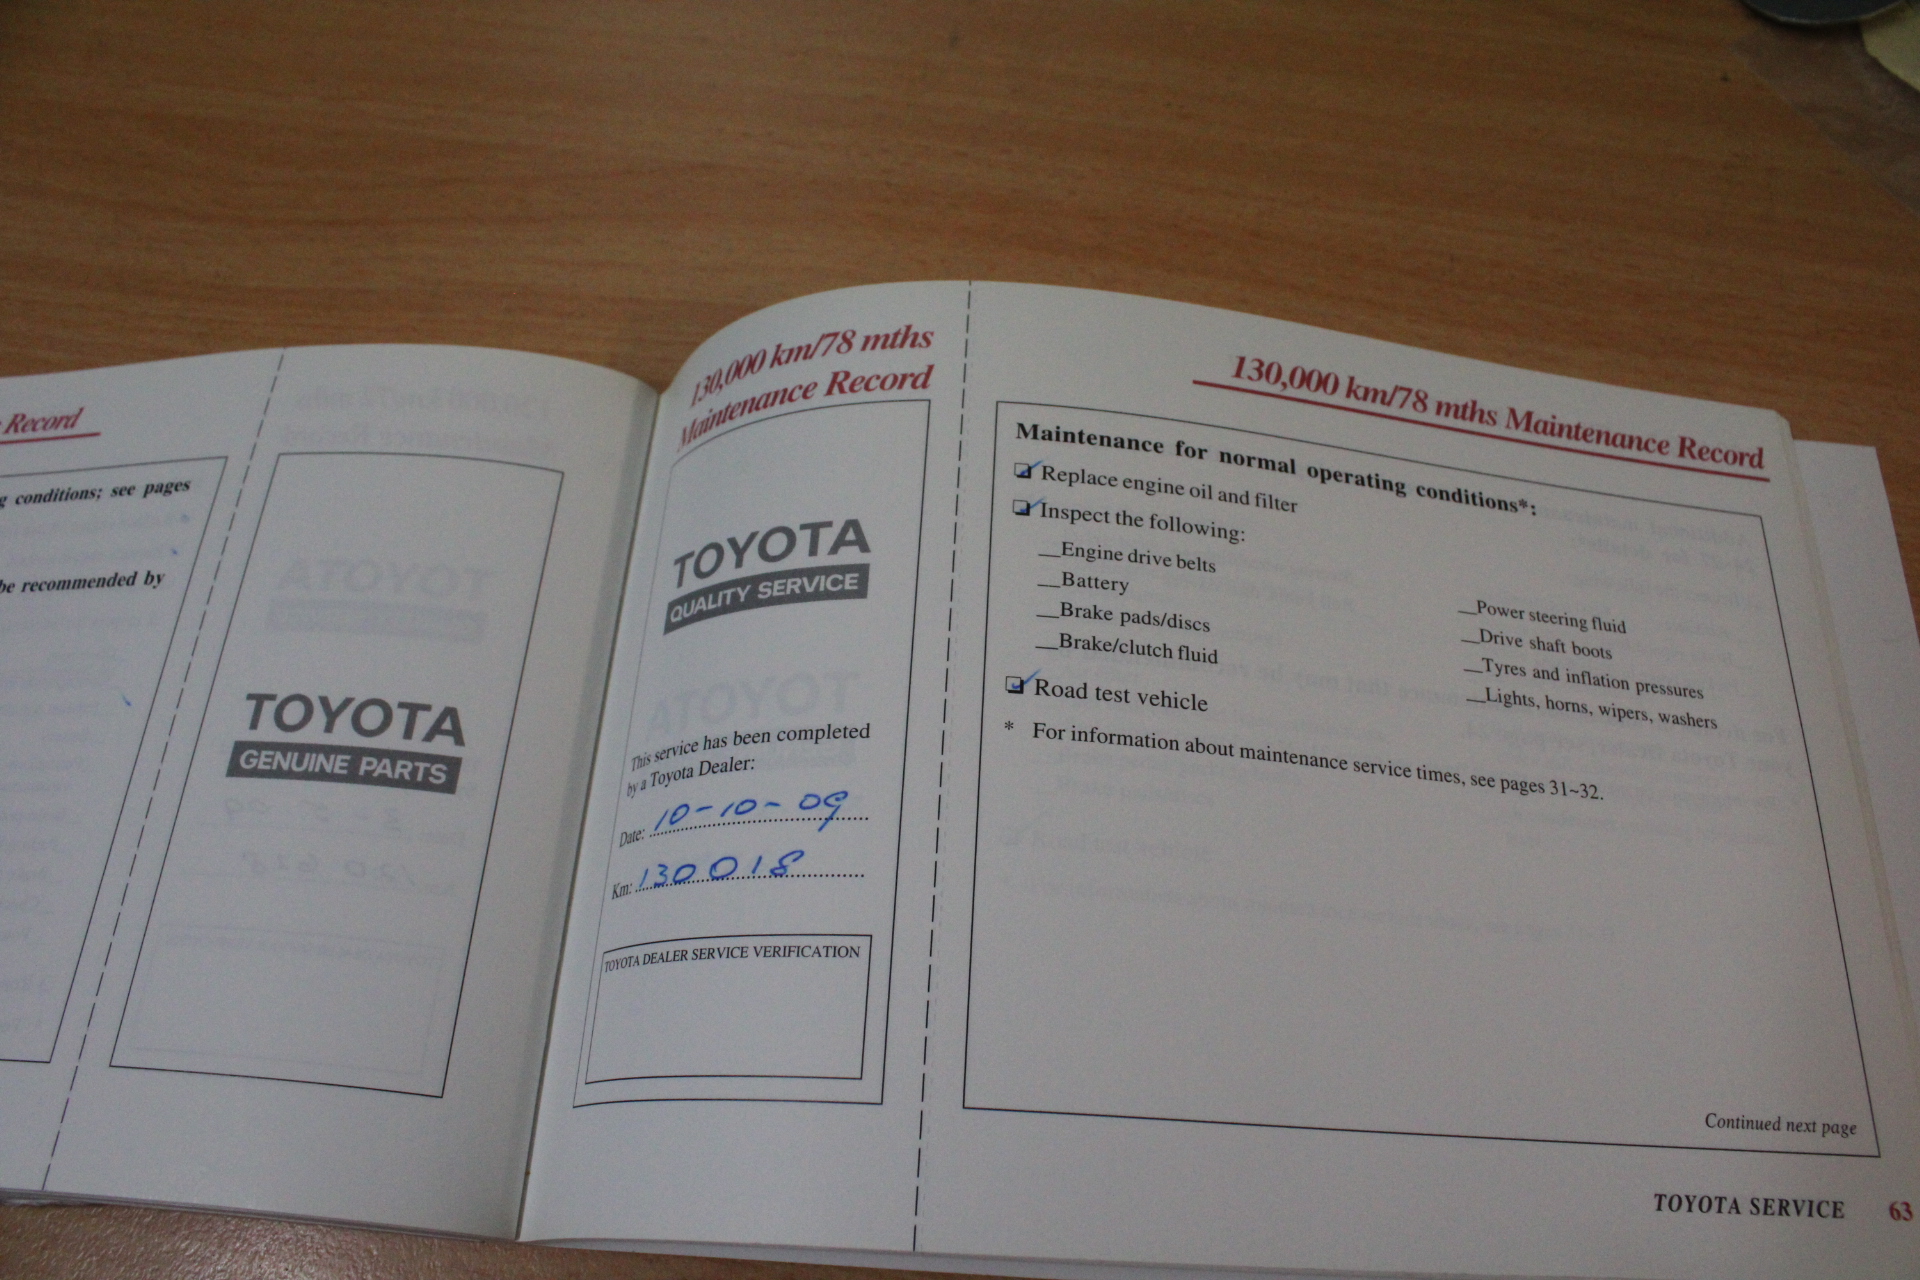 Record
conditions; see pages
be recommended by
TOYOTA
GENUINE PARTS
130,000 km/78 mths
Maintenance Record
TOYOTA
QUALITY SERVICE
This service has been completed
by a Toyota Dealer:
Date: 10-10-09
Km: 130018
TOYOTA DEALER SERVICE VERIFICATION
130,000 km/78 mths Maintenance Record
Maintenance for normal operating conditions*:
Replace engine oil and filter
Inspect the following:
__Engine drive belts
__Battery
__Brake pads/discs
__Brake/clutch fluid
__Power steering fluid
__Drive shaft boots
__Tyres and inflation pressures
__Lights, horns, wipers, washers
Road test vehicle
* For information about maintenance service times, see pages 31~32.
Continued next page
TOYOTA SERVICE 63